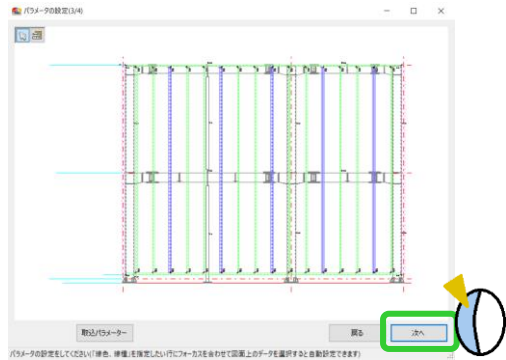 パラメータの設定(3/4)
取込パラメーター
戻る
次へ
パラメータの設定をしてください(「線色、線種」を指定したい行にフォーカスを合わせて図面上のデータを選択すると自動設定できます)